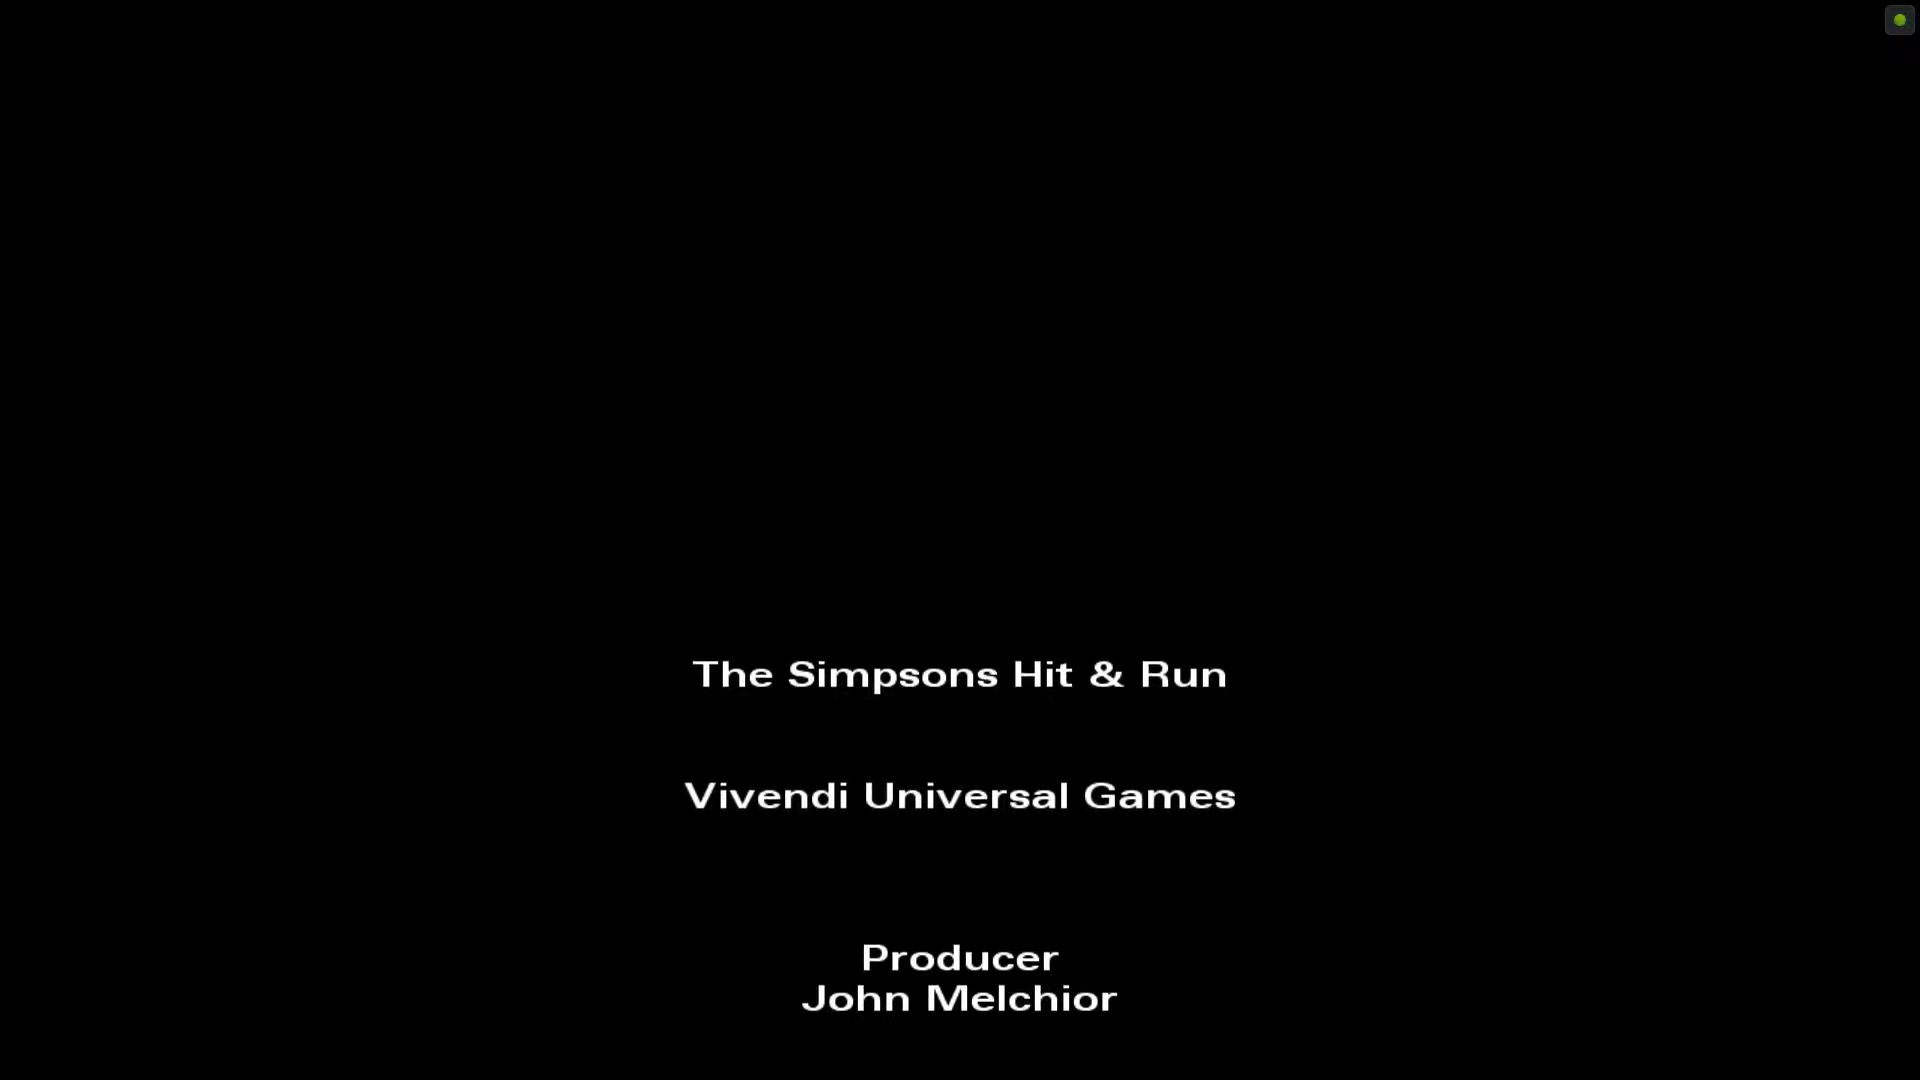 The Simpsons Hit & Run
Vivendi Universal Games
Producer
John Melchior